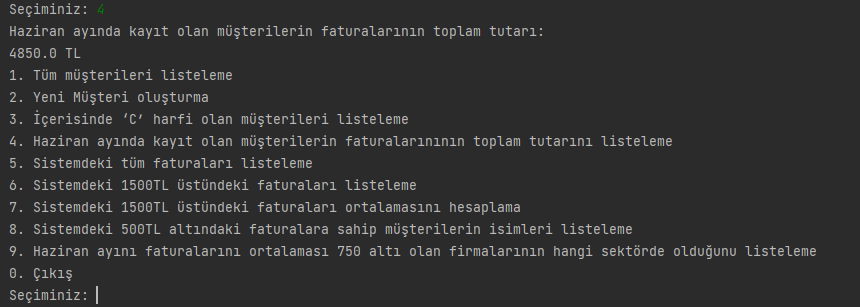 Seçiminiz: 4
Haziran ayında kayıt olan müşterilerin faturalarının toplam tutarı:
4850.0 TL
1. Tüm müşterileri listeleme
2. Yeni Müşteri oluşturma
3. İçerisinde ‘C’ harfi olan müşterileri listeleme
4. Haziran ayında kayıt olan müşterilerin faturalarınının toplam tutarını listeleme
5. Sistemdeki tüm faturaları listeleme
6. Sistemdeki 1500TL üstündeki faturaları listeleme
7. Sistemdeki 1500TL üstündeki faturaları ortalamasını hesaplama
8. Sistemdeki 500TL altındaki faturalara sahip müşterilerin isimleri listeleme
9. Haziran ayını faturalarını ortalaması 750 altı olan firmalarının hangi sektörde olduğunu listeleme
0. Çıkış
Seçiminiz: